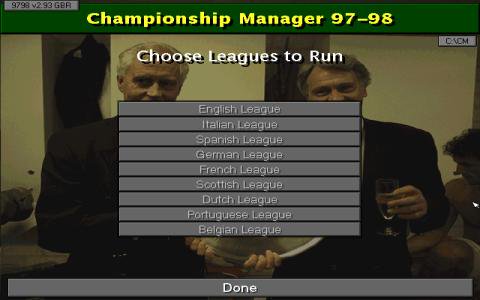 9798 v2.93 GBR
Championship Manager 97-98
C:\CM
Choose Leagues to Run
English League
Italian League
Spanish League
German League
French League
Scottish League
Dutch League
Portuguese League
Belgian League
Done